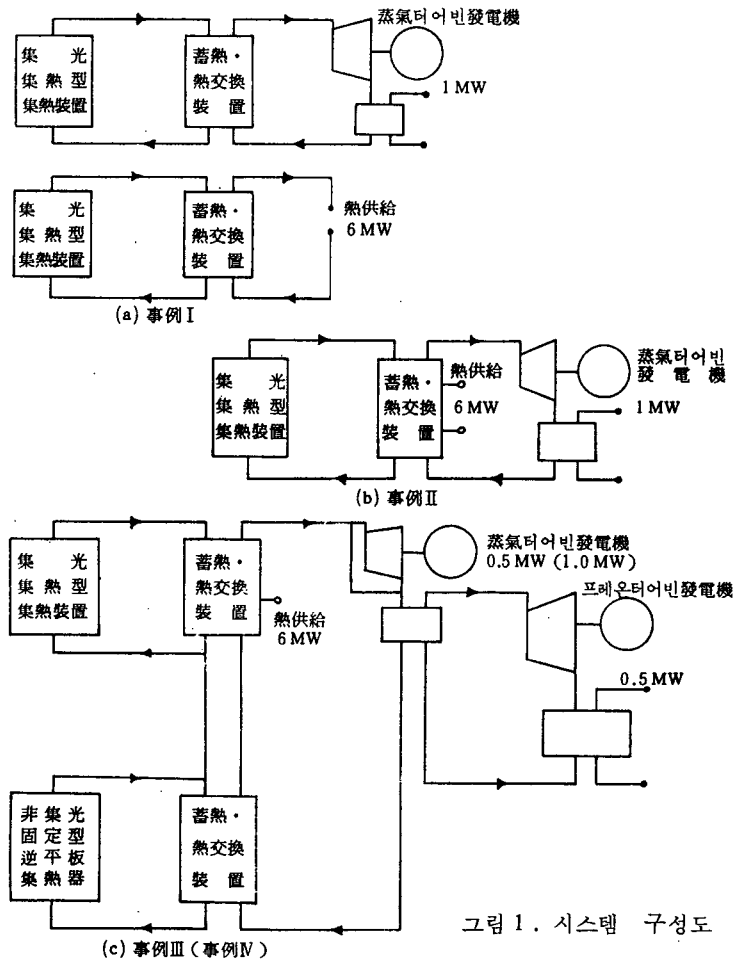 蒸氣터어빈發電機
集 光
集 熱 型
集熱裝置
蓄熱・
熱交換
裝 置
1 MW
集 光
集 熱 型
集熱裝置
蓄熱・
熱交換
裝 置
熱供給
6 MW
(a) 事例Ⅰ
集 光
集 熱 型
集熱裝置
蓄熱・
熱交換
裝 置
熱供給
6 MW
蒸氣터어빈
發 電 機
1 MW
(b) 事例Ⅱ
集 光
集 熱 型
集熱裝置
蓄熱・
熱交換
裝 置
熱供給
6 MW
蒸氣터어빈發電機
0.5 MW (1.0 MW)
프레온터어빈發電機
0.5 MW
非 集 光
固 定 型
逆 平 板
集 熱 器
蓄熱・
熱交換
裝 置
(c) 事例Ⅲ (事例Ⅳ)
그림 1. 시스템 구성도